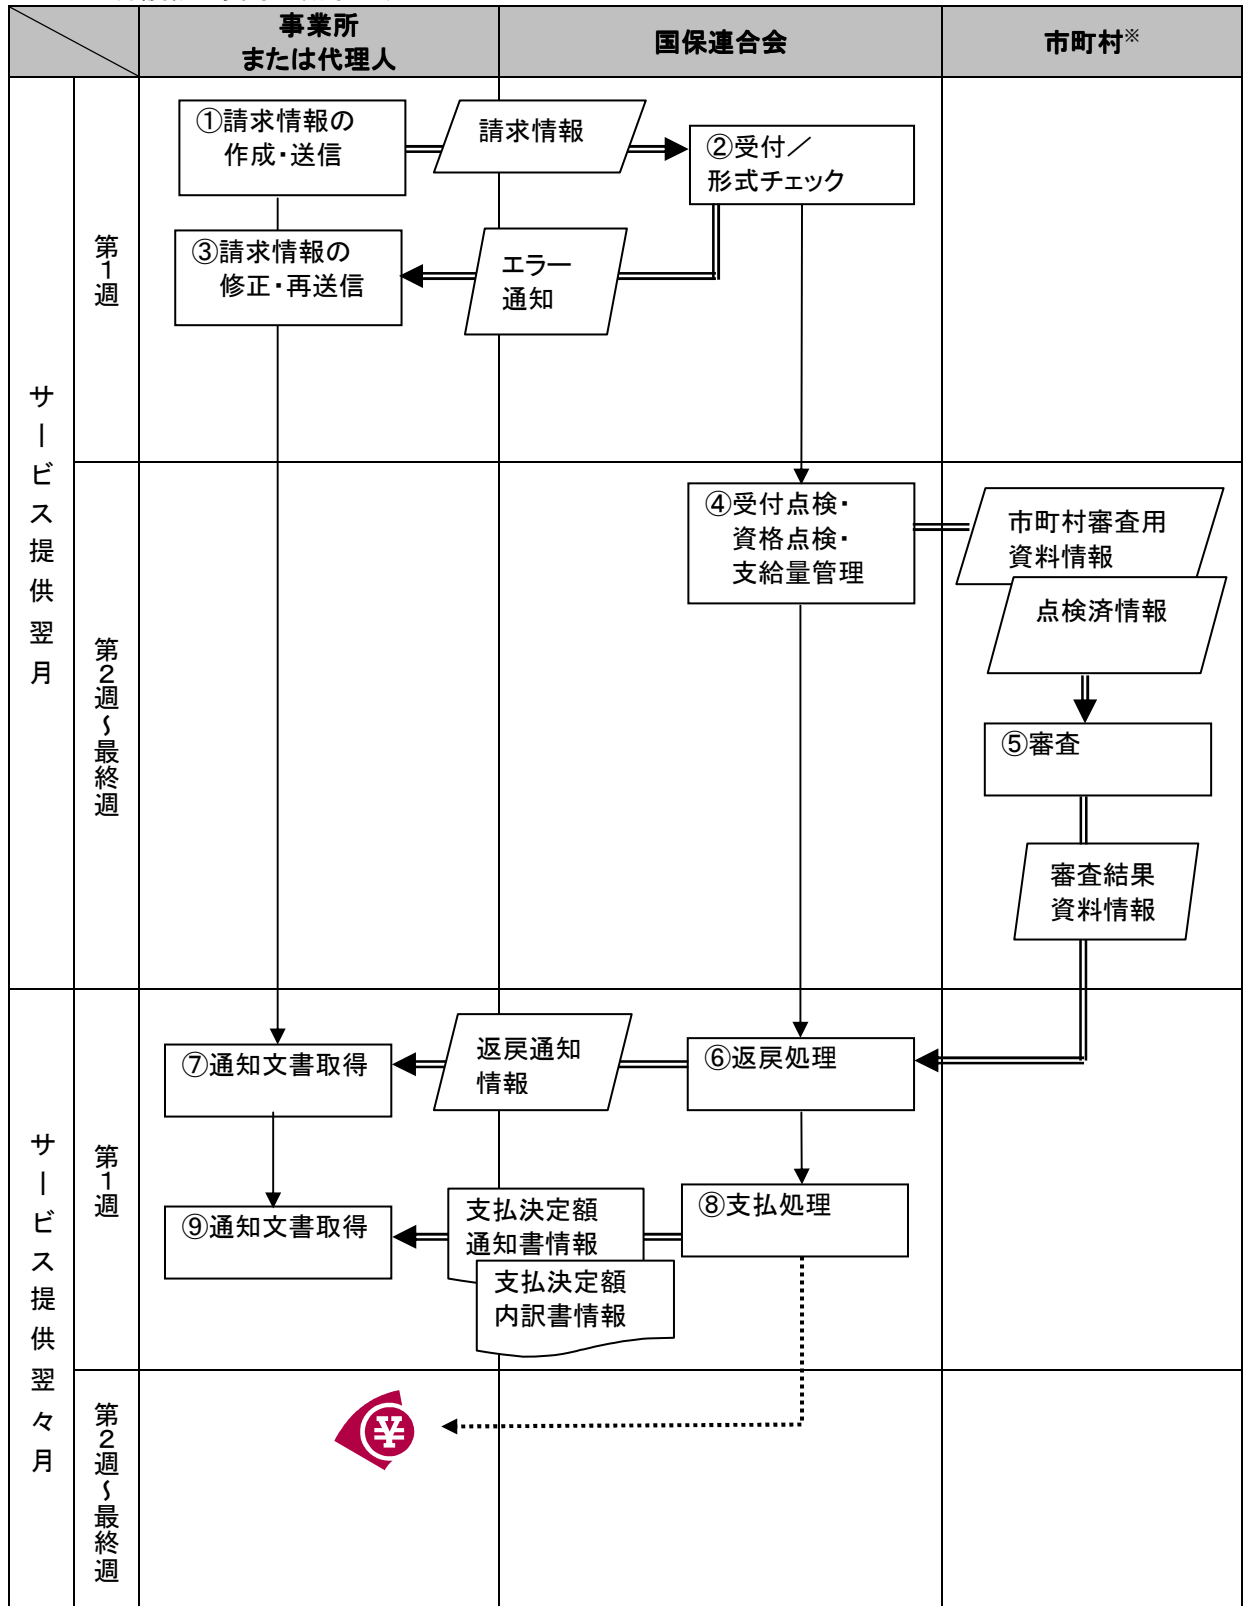 事業所
または代理人
国保連合会
市町村※
サービス提供翌月
第1週
①請求情報の
作成・送信
請求情報
②受付／
形式チェック
③請求情報の
修正・再送信
エラー
通知
第2週～最終週
④受付点検・
資格点検・
支給量管理
市町村審査用
資料情報
点検済情報
⑤審査
審査結果
資料情報
サービス提供翌々月
第1週
⑦通知文書取得
返戻通知
情報
⑥返戻処理
⑨通知文書取得
支払決定額
通知書情報
支払決定額
内訳書情報
⑧支払処理
第2週～最終週
¥